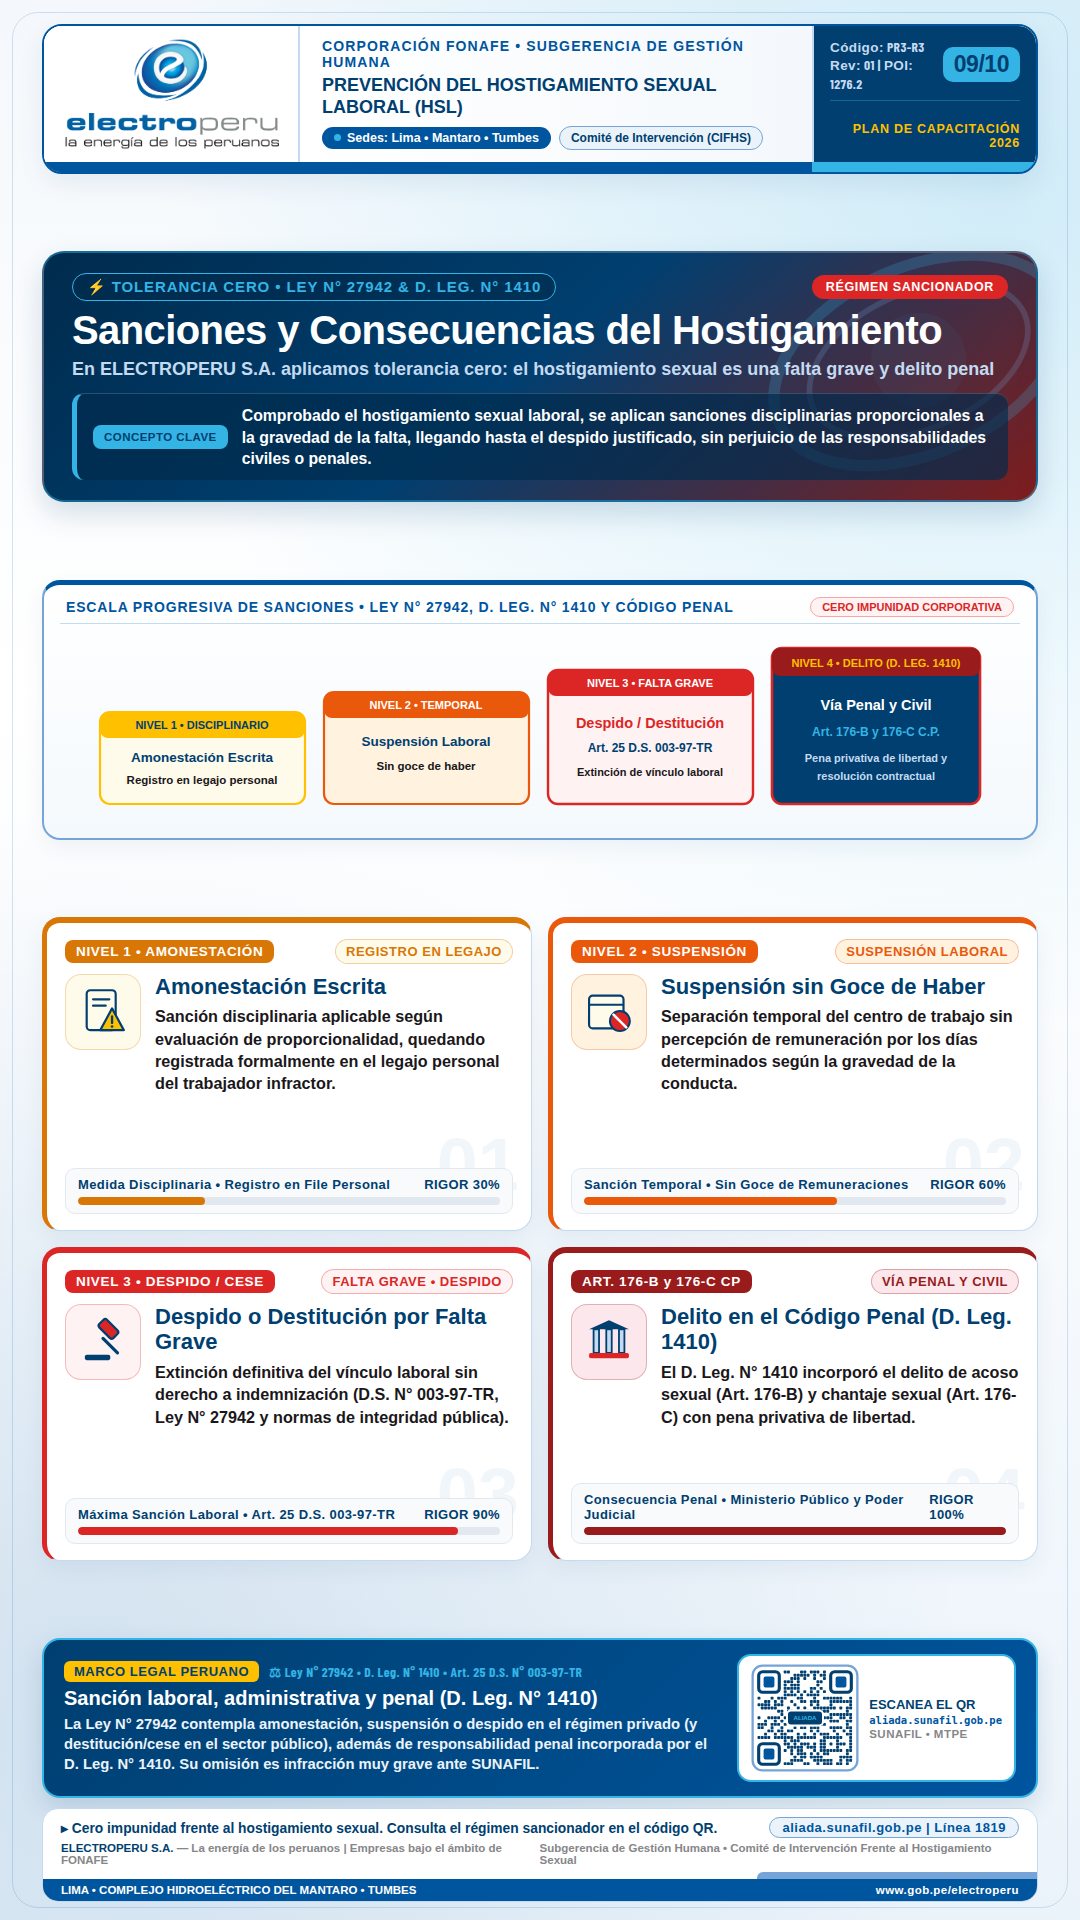 electroperu
la energía de los peruanos
CORPORACIÓN FONAFE • SUBGERENCIA DE GESTIÓN
HUMANA
PREVENCIÓN DEL HOSTIGAMIENTO SEXUAL
LABORAL (HSL)
Sedes: Lima • Mantaro • Tumbes
Comité de Intervención (CIFHS)
Código: PR3-R3
Rev: 01 | POI:
1276.2
09/10
PLAN DE CAPACITACIÓN
2026
⚡ TOLERANCIA CERO • LEY N° 27942 & D. LEG. N° 1410
RÉGIMEN SANCIONADOR
Sanciones y Consecuencias del Hostigamiento
En ELECTROPERU S.A. aplicamos tolerancia cero: el hostigamiento sexual es una falta grave y delito penal
CONCEPTO CLAVE
Comprobado el hostigamiento sexual laboral, se aplican sanciones disciplinarias proporcionales a
la gravedad de la falta, llegando hasta el despido justificado, sin perjuicio de las responsabilidades
civiles o penales.
ESCALA PROGRESIVA DE SANCIONES • LEY N° 27942, D. LEG. N° 1410 Y CÓDIGO PENAL
CERO IMPUNIDAD CORPORATIVA
NIVEL 1 • DISCIPLINARIO
Amonestación Escrita
Registro en legajo personal
NIVEL 2 • TEMPORAL
Suspensión Laboral
Sin goce de haber
NIVEL 3 • FALTA GRAVE
Despido / Destitución
Art. 25 D.S. 003-97-TR
Extinción de vínculo laboral
NIVEL 4 • DELITO (D. LEG. 1410)
Vía Penal y Civil
Art. 176-B y 176-C C.P.
Pena privativa de libertad y
resolución contractual
NIVEL 1 • AMONESTACIÓN
REGISTRO EN LEGAJO
Amonestación Escrita
Sanción disciplinaria aplicable según
evaluación de proporcionalidad, quedando
registrada formalmente en el legajo personal
del trabajador infractor.
01
Medida Disciplinaria • Registro en File Personal
RIGOR 30%
NIVEL 2 • SUSPENSIÓN
SUSPENSIÓN LABORAL
Suspensión sin Goce de Haber
Separación temporal del centro de trabajo sin
percepción de remuneración por los días
determinados según la gravedad de la
conducta.
02
Sanción Temporal • Sin Goce de Remuneraciones
RIGOR 60%
NIVEL 3 • DESPIDO / CESE
FALTA GRAVE • DESPIDO
Despido o Destitución por Falta
Grave
Extinción definitiva del vínculo laboral sin
derecho a indemnización (D.S. N° 003-97-TR,
Ley N° 27942 y normas de integridad pública).
03
Máxima Sanción Laboral • Art. 25 D.S. 003-97-TR
RIGOR 90%
ART. 176-B y 176-C CP
VÍA PENAL Y CIVIL
Delito en el Código Penal (D. Leg.
1410)
El D. Leg. N° 1410 incorporó el delito de acoso
sexual (Art. 176-B) y chantaje sexual (Art. 176-
C) con pena privativa de libertad.
04
Consecuencia Penal • Ministerio Público y Poder
Judicial
RIGOR
100%
MARCO LEGAL PERUANO
⚖ Ley N° 27942 • D. Leg. N° 1410 • Art. 25 D.S. N° 003-97-TR
Sanción laboral, administrativa y penal (D. Leg. N° 1410)
La Ley N° 27942 contempla amonestación, suspensión o despido en el régimen privado (y
destitución/cese en el sector público), además de responsabilidad penal incorporada por el
D. Leg. N° 1410. Su omisión es infracción muy grave ante SUNAFIL.
ALIADA
ESCANEA EL QR
aliada.sunafil.gob.pe
SUNAFIL • MTPE
▸ Cero impunidad frente al hostigamiento sexual. Consulta el régimen sancionador en el código QR.
aliada.sunafil.gob.pe | Línea 1819
ELECTROPERU S.A. — La energía de los peruanos | Empresas bajo el ámbito de
FONAFE
Subgerencia de Gestión Humana • Comité de Intervención Frente al Hostigamiento
Sexual
LIMA • COMPLEJO HIDROELÉCTRICO DEL MANTARO • TUMBES
www.gob.pe/electroperu